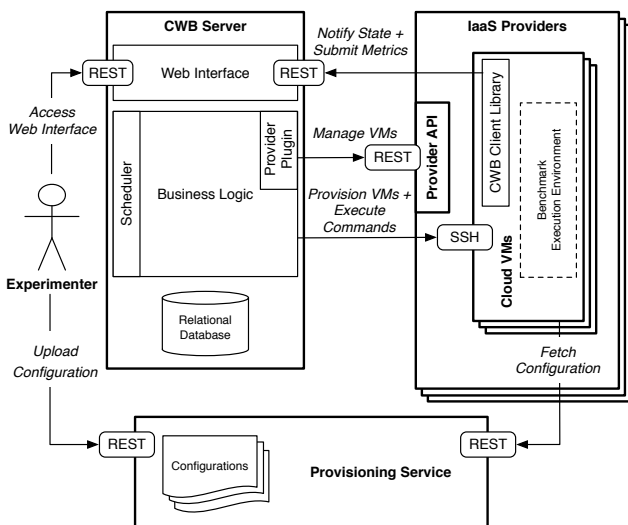 CWB Server
IaaS Providers
Notify State +
Submit Metrics
REST
Web Interface
REST
Access
Web Interface
CWB Client Library
Benchmark
Execution Environment
Cloud VMs
Scheduler
Business Logic
Provider
Plugin
Manage VMs
REST
Provider API
Provision VMs +
Execute
Commands
SSH
Experimenter
Relational
Database
Upload
Configuration
Fetch
Configuration
REST
REST
Configurations
Provisioning Service